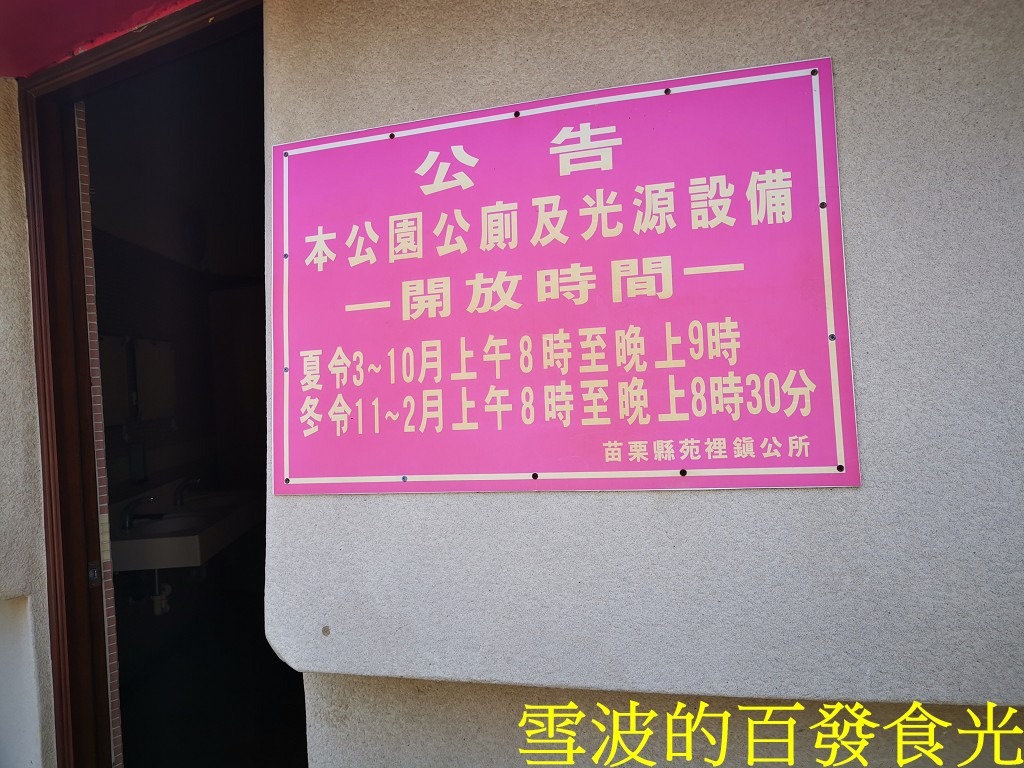 公告
本公園公廁及光源設備
—開放時間—
夏令3~10月上午8時至晚上9時
冬令11~2月上午8時至晚上8時30分
苗栗縣苑裡鎮公所
雪波的百發食光